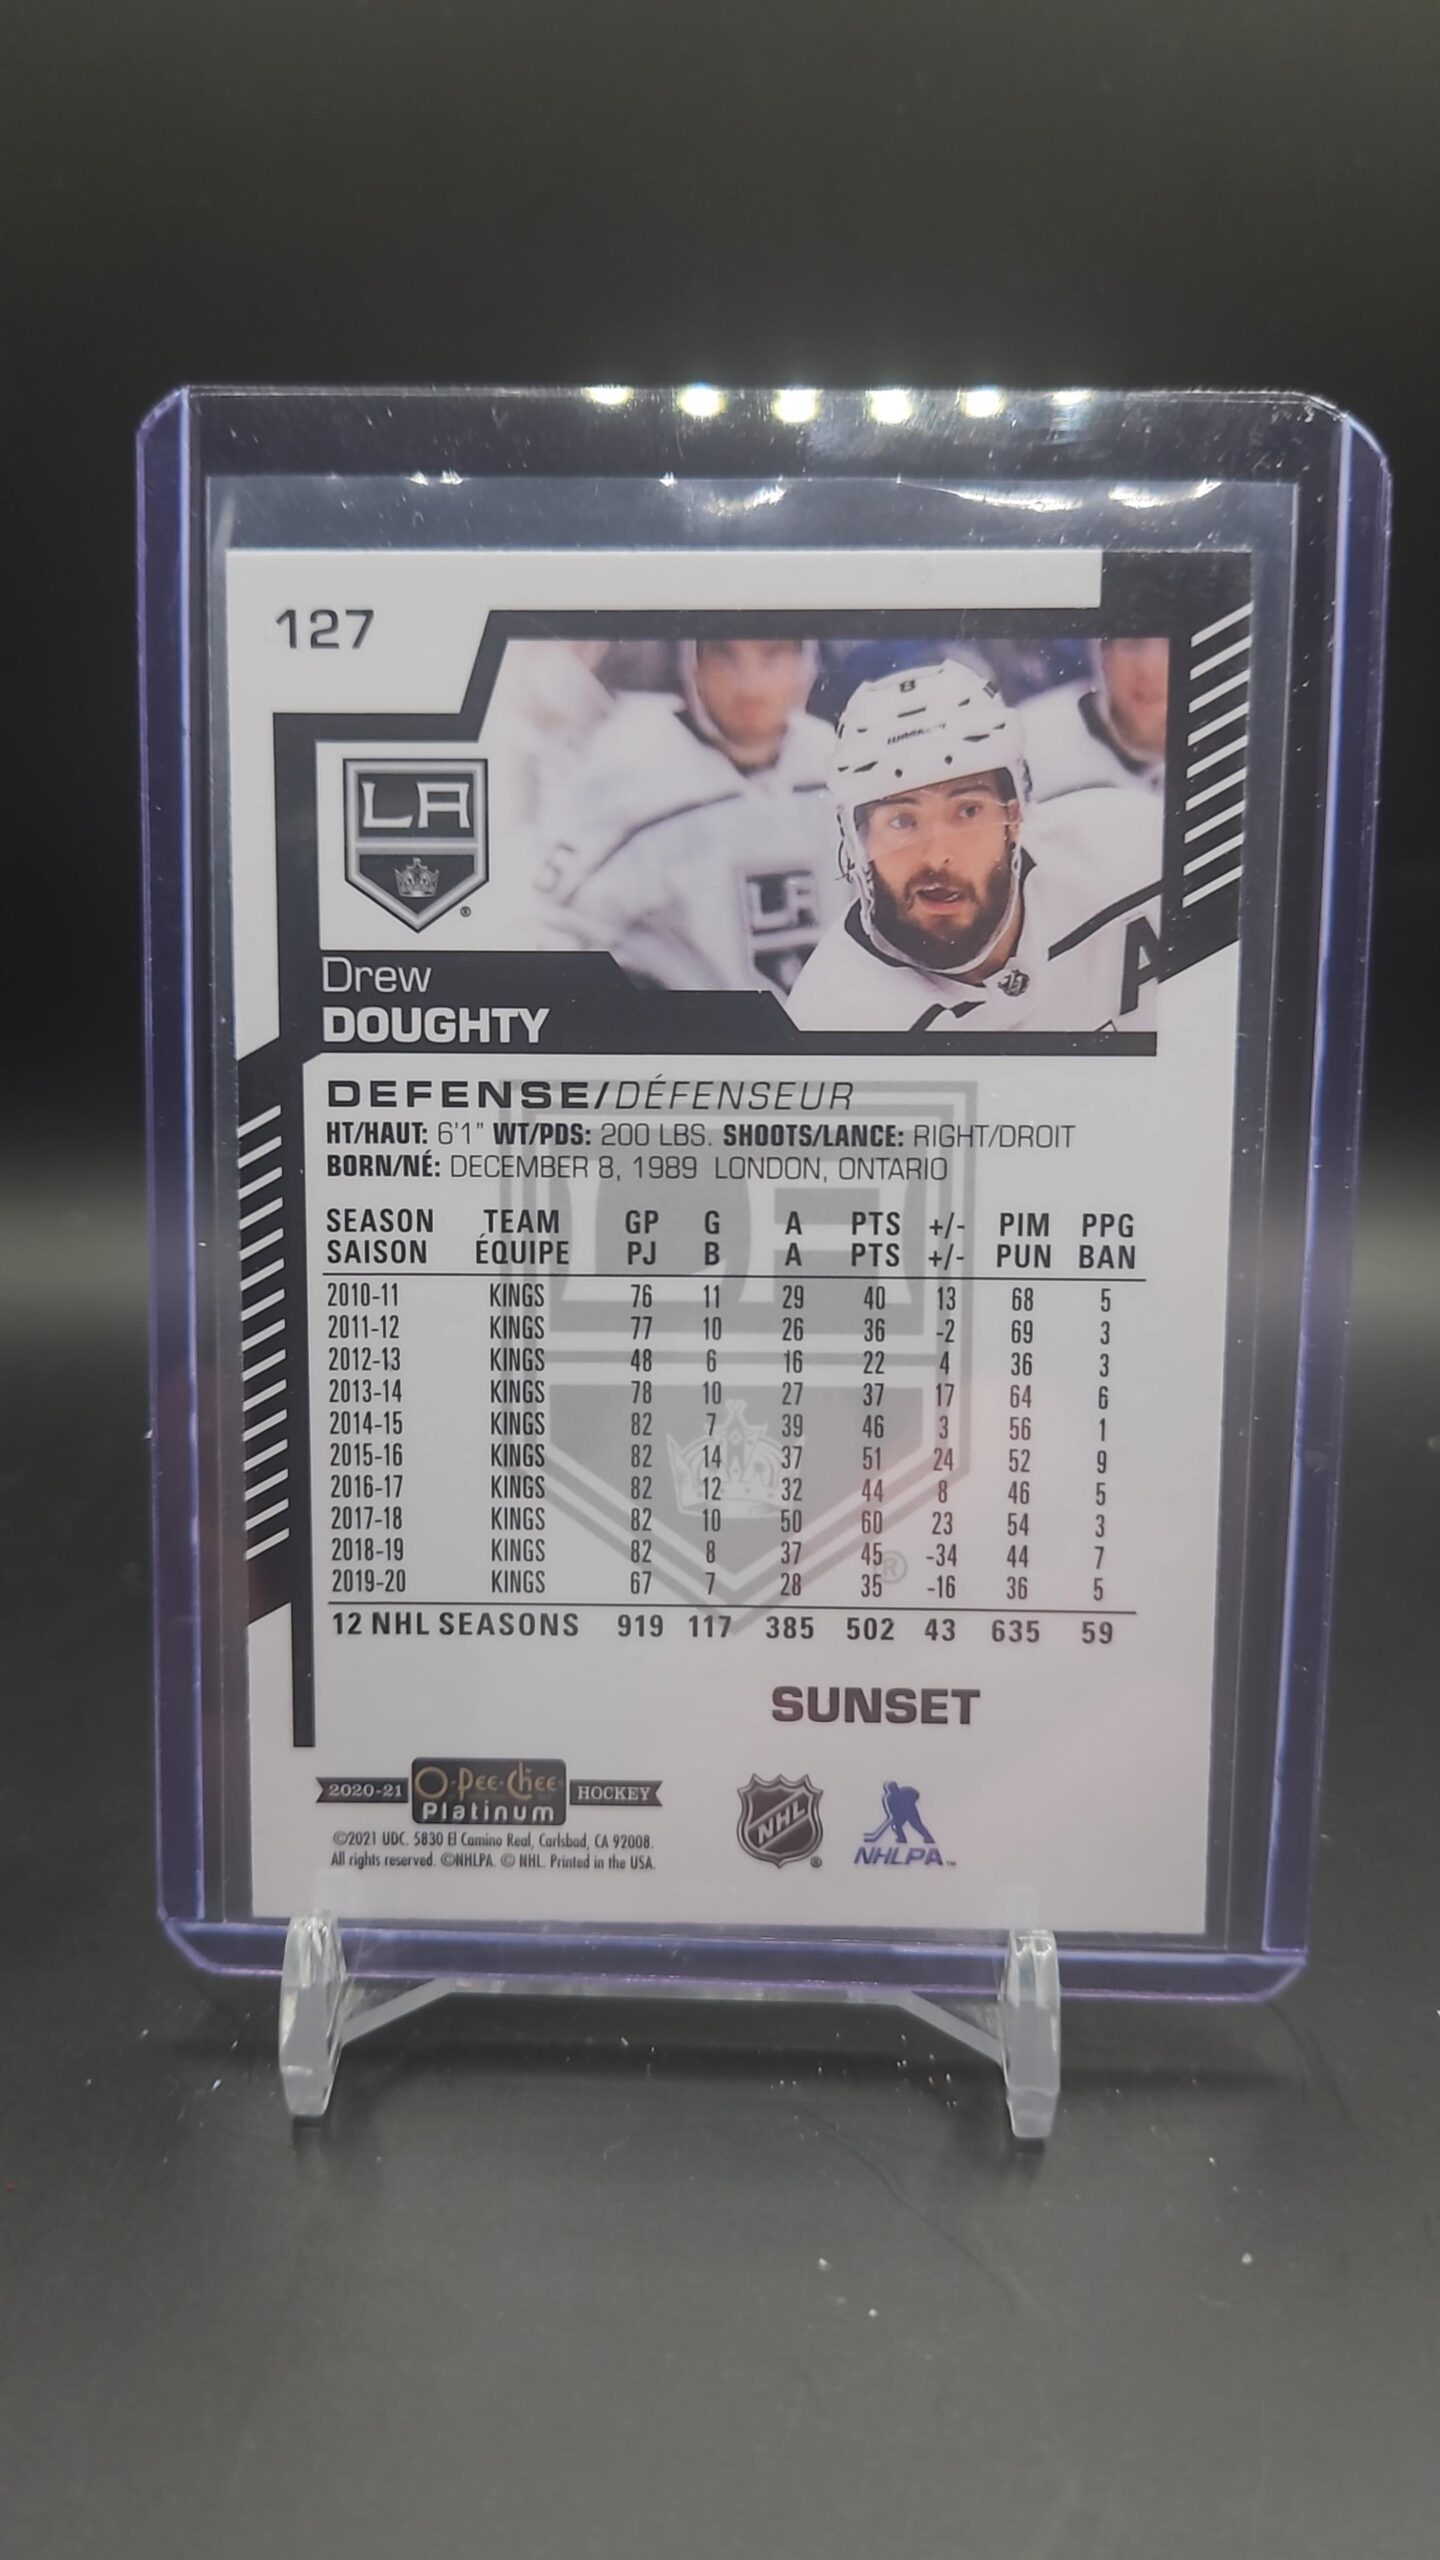 127
8
WARRIOR
LA
LA
A
®
Drew
DOUGHTY
DEFENSE/DÉFENSEUR
HT/HAUT: 6'1" WT/PDS: 200 LBS. SHOOTS/LANCE: RIGHT/DROIT
BORN/NÉ: DECEMBER 8, 1989 LONDON, ONTARIO
SEASON TEAM GP G A PTS +/- PIM PPG
SAISON ÉQUIPE PJ B A PTS +/- PUN BAN
2010-11 KINGS 76 11 29 40 13 68 5
2011-12 KINGS 77 10 26 36 -2 69 3
2012-13 KINGS 48 6 16 22 4 36 3
2013-14 KINGS 78 10 27 37 17 64 6
2014-15 KINGS 82 7 39 46 3 56 1
2015-16 KINGS 82 14 37 51 24 52 9
2016-17 KINGS 82 12 32 44 8 46 5
2017-18 KINGS 82 10 50 60 23 54 3
2018-19 KINGS 82 8 37 45 -34 44 7
2019-20 KINGS 67 7 28 35 -16 36 5
12 NHL SEASONS 919 117 385 502 43 635 59
SUNSET
2020-21 O-Pee-Chee Platinum HOCKEY
©2021 UDC. 5830 El Camino Real, Carlsbad, CA 92008.
All rights reserved. ©NHLPA. © NHL. Printed in the USA.
NHL ®
NHLPA™